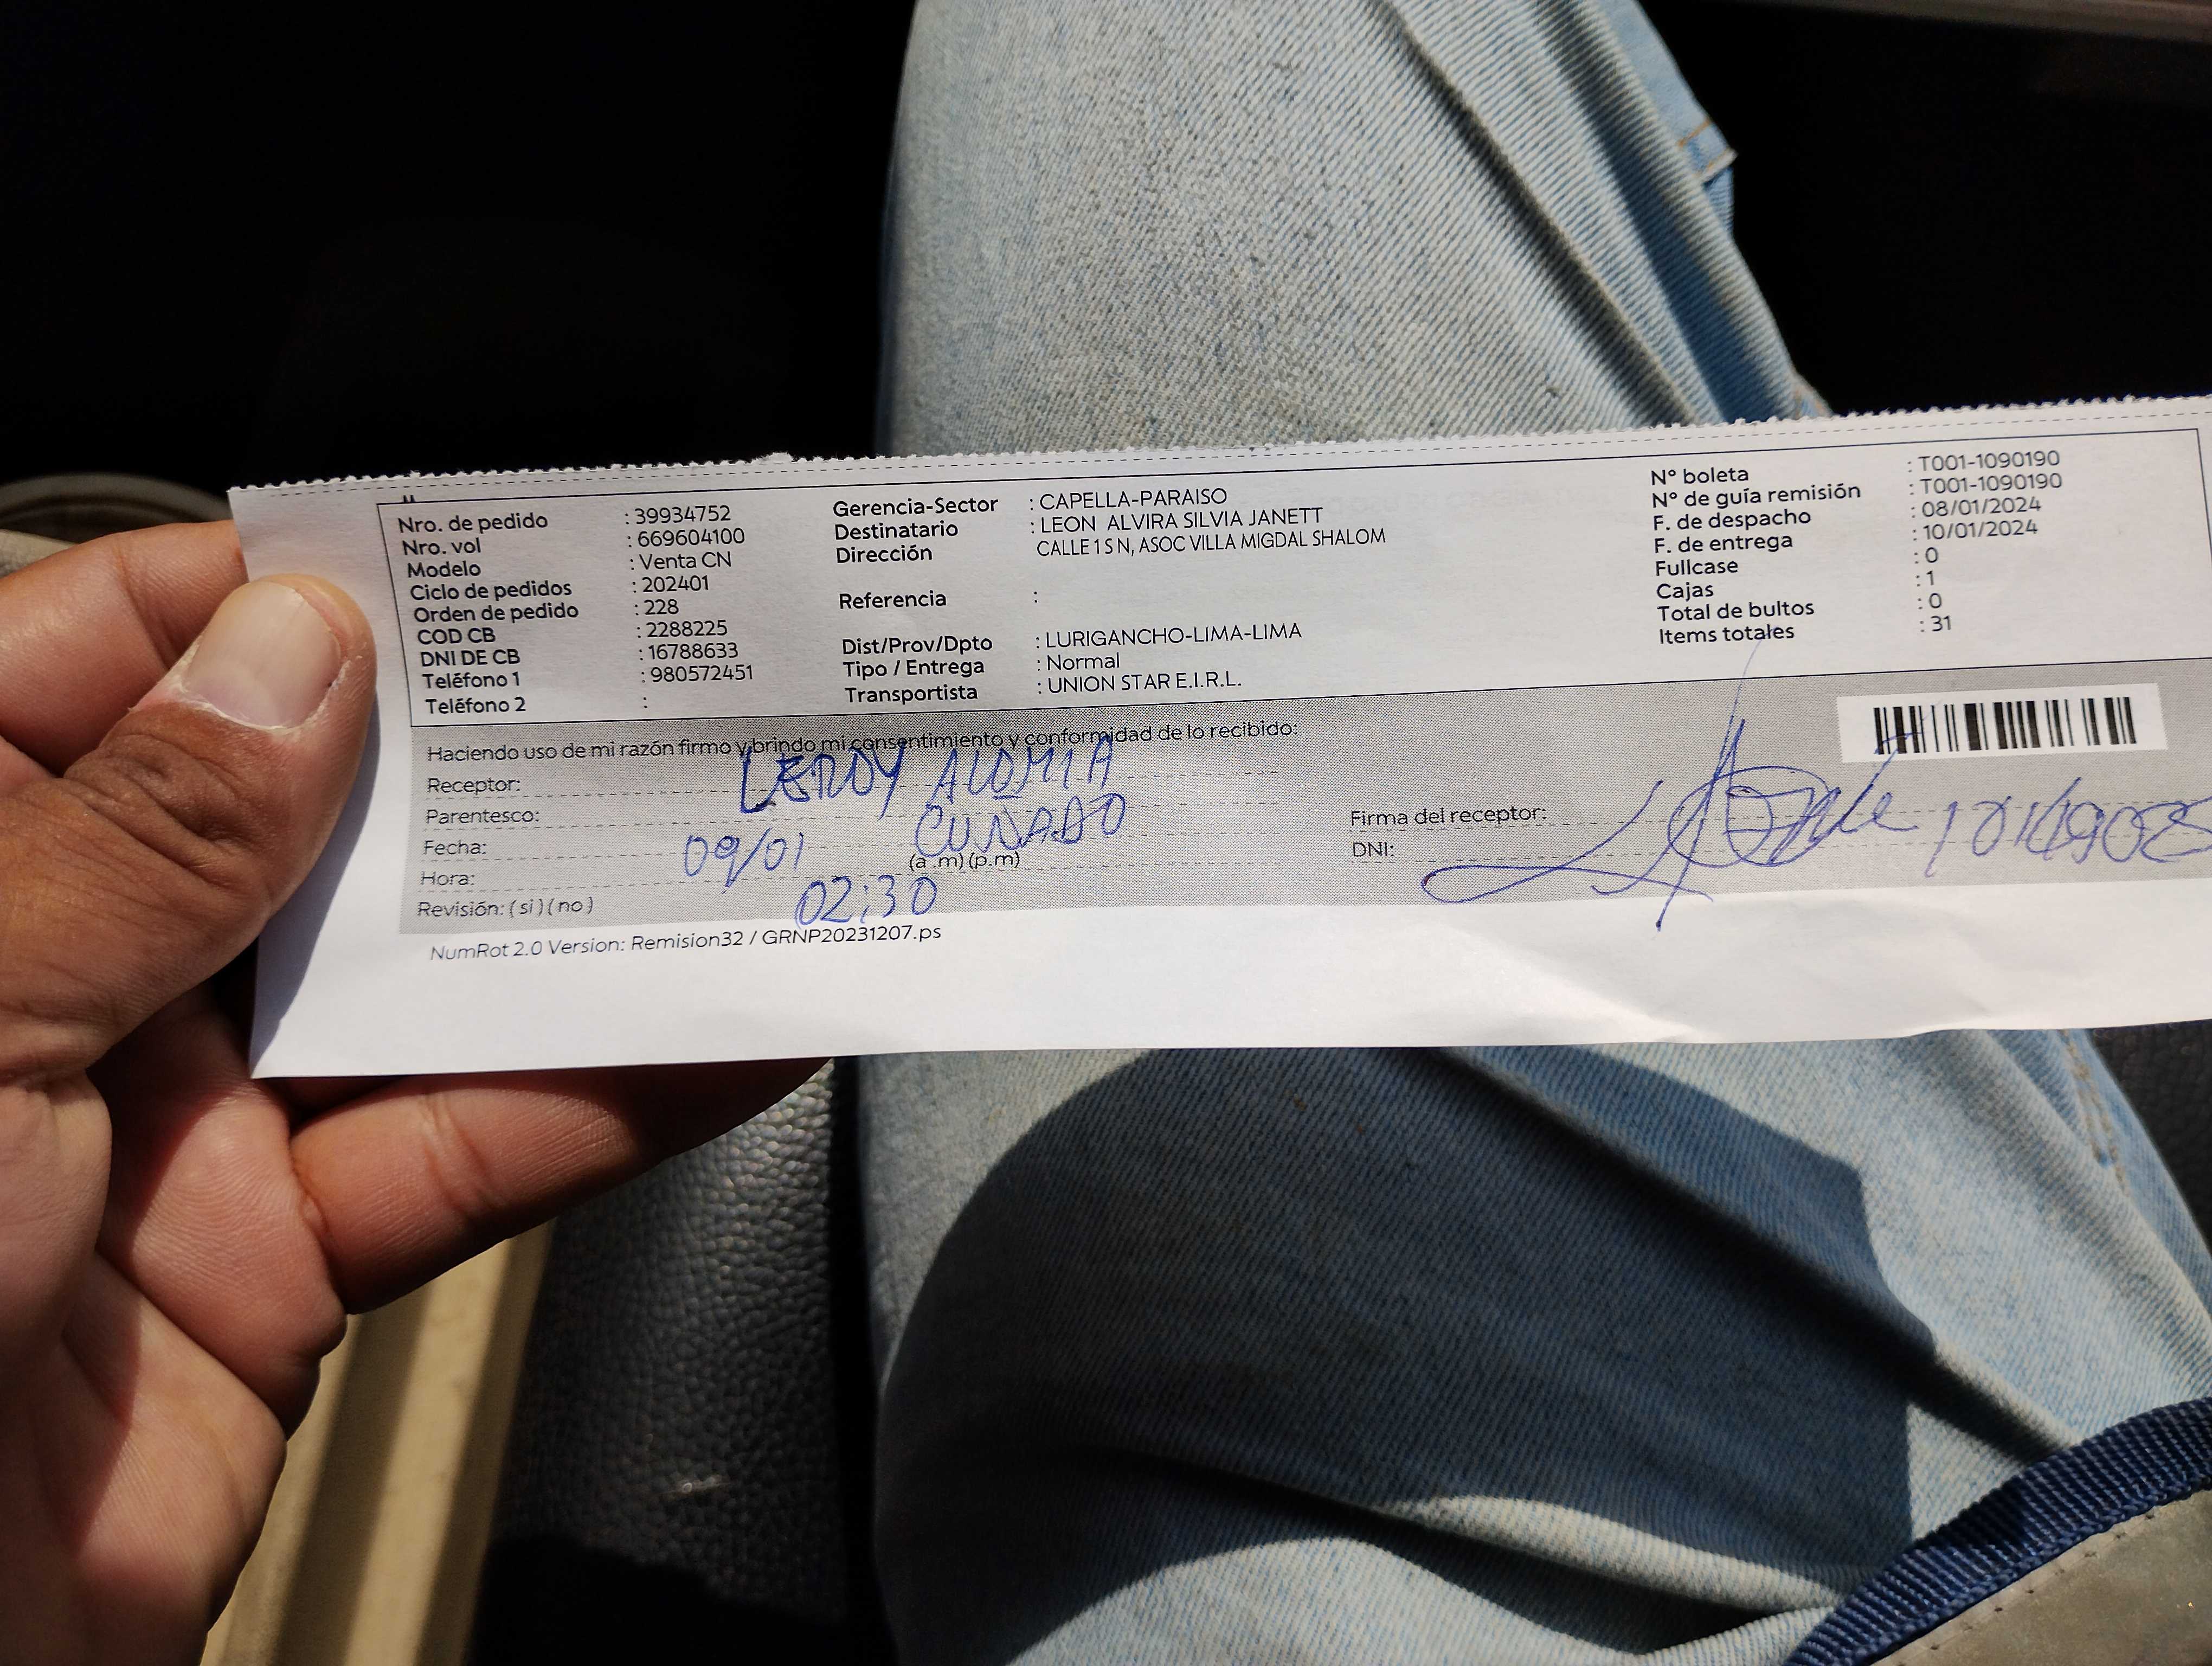 Nro. de pedido : 39934752
Nro. vol : 669604100
Modelo : Venta CN
Ciclo de pedidos : 202401
Orden de pedido : 228
COD CB : 2288225
DNI DE CB : 16788633
Teléfono 1 : 980572451
Teléfono 2 :
Gerencia-Sector : CAPELLA-PARAISO
Destinatario : LEON ALVIRA SILVIA JANETT
Dirección CALLE 1 S N, ASOC VILLA MIGDAL SHALOM
Referencia :
Dist/Prov/Dpto : LURIGANCHO-LIMA-LIMA
Tipo / Entrega : Normal
Transportista : UNION STAR E.I.R.L.
N° boleta : T001-1090190
N° de guía remisión : T001-1090190
F. de despacho : 08/01/2024
F. de entrega : 10/01/2024
Fullcase : 0
Cajas : 1
Total de bultos : 0
Items totales : 31
Haciendo uso de mi razón firmo y brindo mi consentimiento y conformidad de lo recibido:
Receptor: LEROY ALOMIA
Parentesco: CUÑADO
Fecha: 09/01
(a .m) (p.m)
Hora: 02:30
Revisión: ( si ) ( no )
Firma del receptor:
DNI:
NumRot 2.0 Version: Remision32 / GRNP20231207.ps